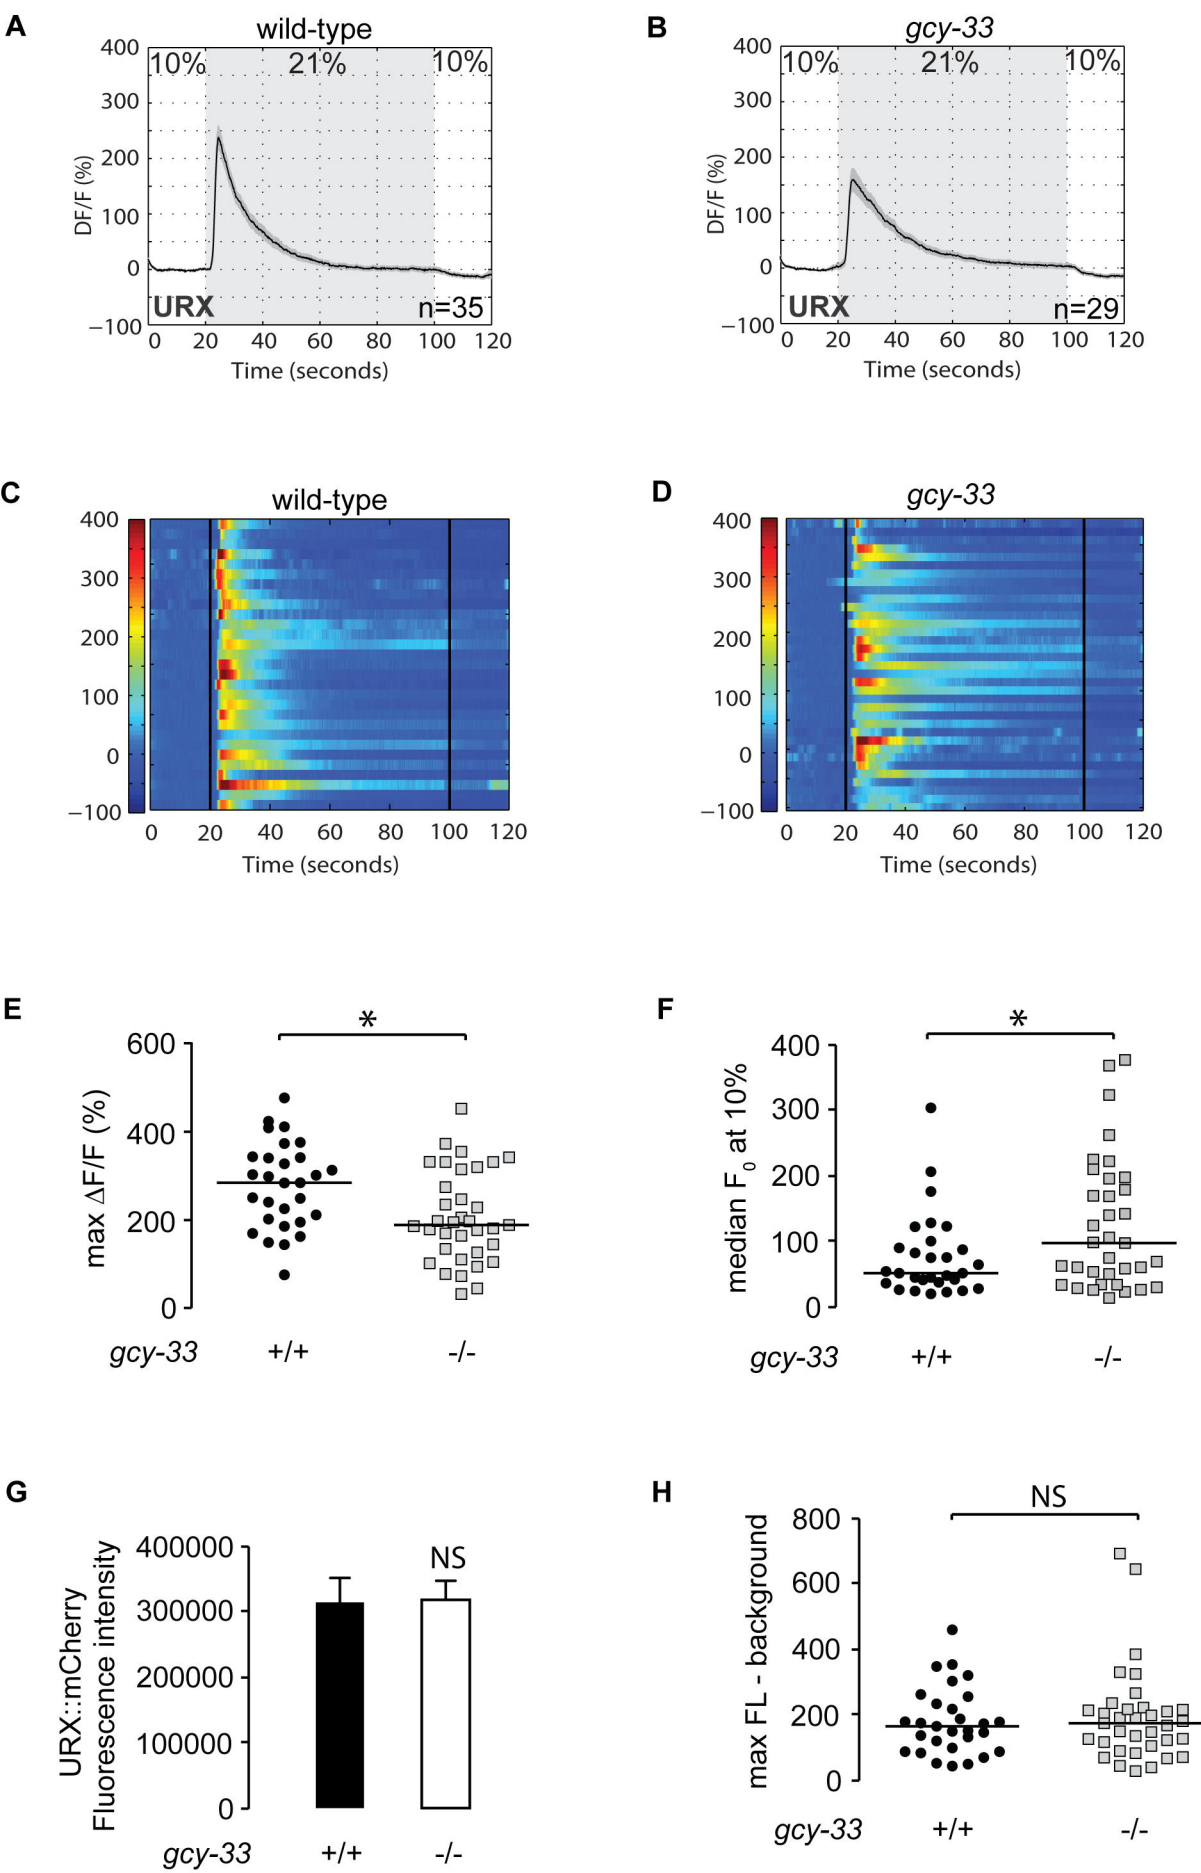 A
wild-type
400
300
200
100
0
−100
DF/F (%)
10%
21%
10%
URX
n=35
0 20 40 60 80 100 120
Time (seconds)
B
gcy-33
400
300
200
100
0
−100
DF/F (%)
10%
21%
10%
URX
n=29
0 20 40 60 80 100 120
Time (seconds)
C
wild-type
400
300
200
100
0
−100
0 20 40 60 80 100 120
Time (seconds)
D
gcy-33
400
300
200
100
0
−100
0 20 40 60 80 100 120
Time (seconds)
E
*
600
400
200
0
max ΔF/F (%)
gcy-33 +/+ -/-
F
*
400
300
200
100
0
median F0 at 10%
gcy-33 +/+ -/-
G
400000
300000
200000
100000
0
URX::mCherry
Fluorescence intensity
NS
gcy-33 +/+ -/-
H
NS
800
600
400
200
0
max FL - background
gcy-33 +/+ -/-